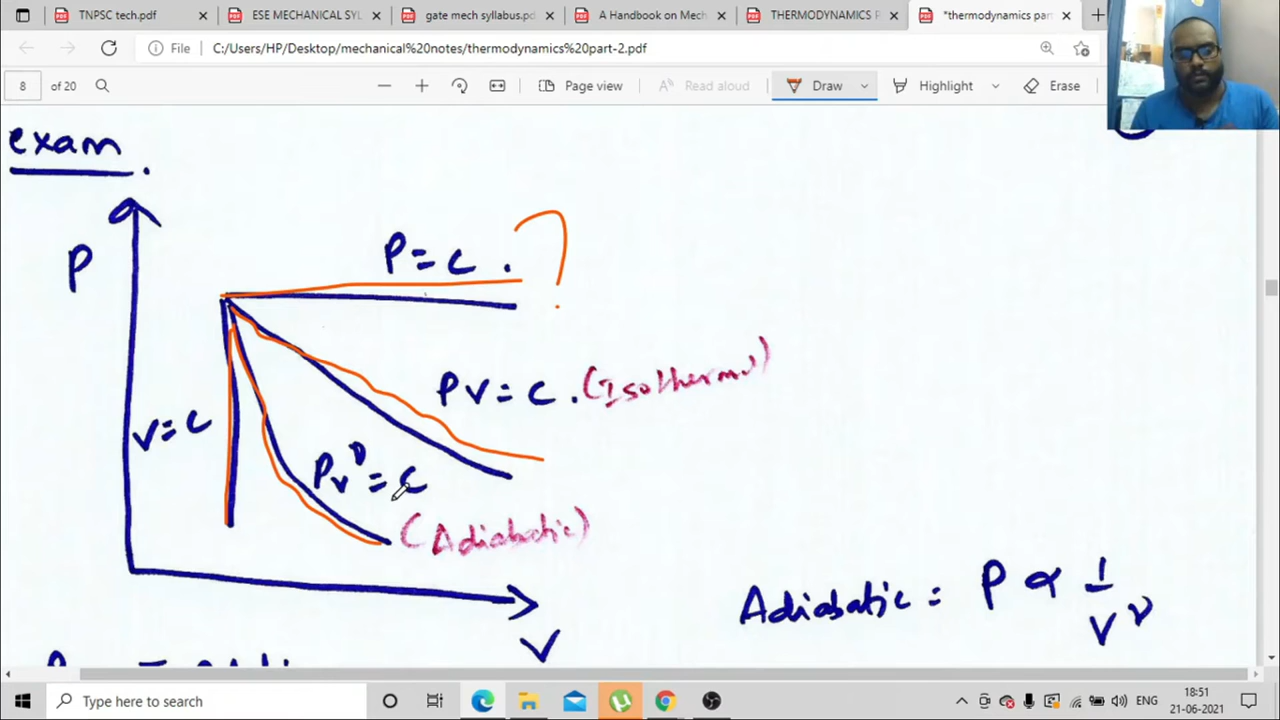 TNPSC tech.pdf
ESE MECHANICAL SYL
gate mech syllabus.pd
A Handbook on Mech
THERMODYNAMICS P
*thermodynamics par
File
C:/Users/HP/Desktop/mechanical%20notes/thermodynamics%20part-2.pdf
8 of 20
Page view
Read aloud
Draw
Highlight
Erase
exam.
P
P = C . ?
PV = C . (Isothermal)
V = C
PV^γ = C
(Adiabatic)
V
Adiabatic : P ∝ 1/V^γ
Type here to search
ENG
18:51
21-06-2021